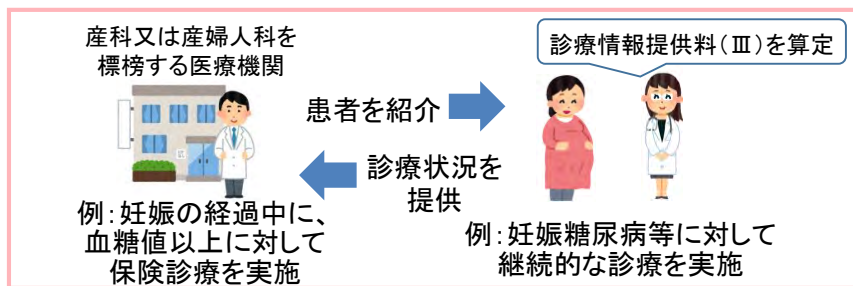 産科又は産婦人科を
標榜する医療機関
診療情報提供料(Ⅲ)を算定
患者を紹介
診療状況を
提供
例:妊娠の経過中に、
血糖値以上に対して
保険診療を実施
例:妊娠糖尿病等に対して
継続的な診療を実施